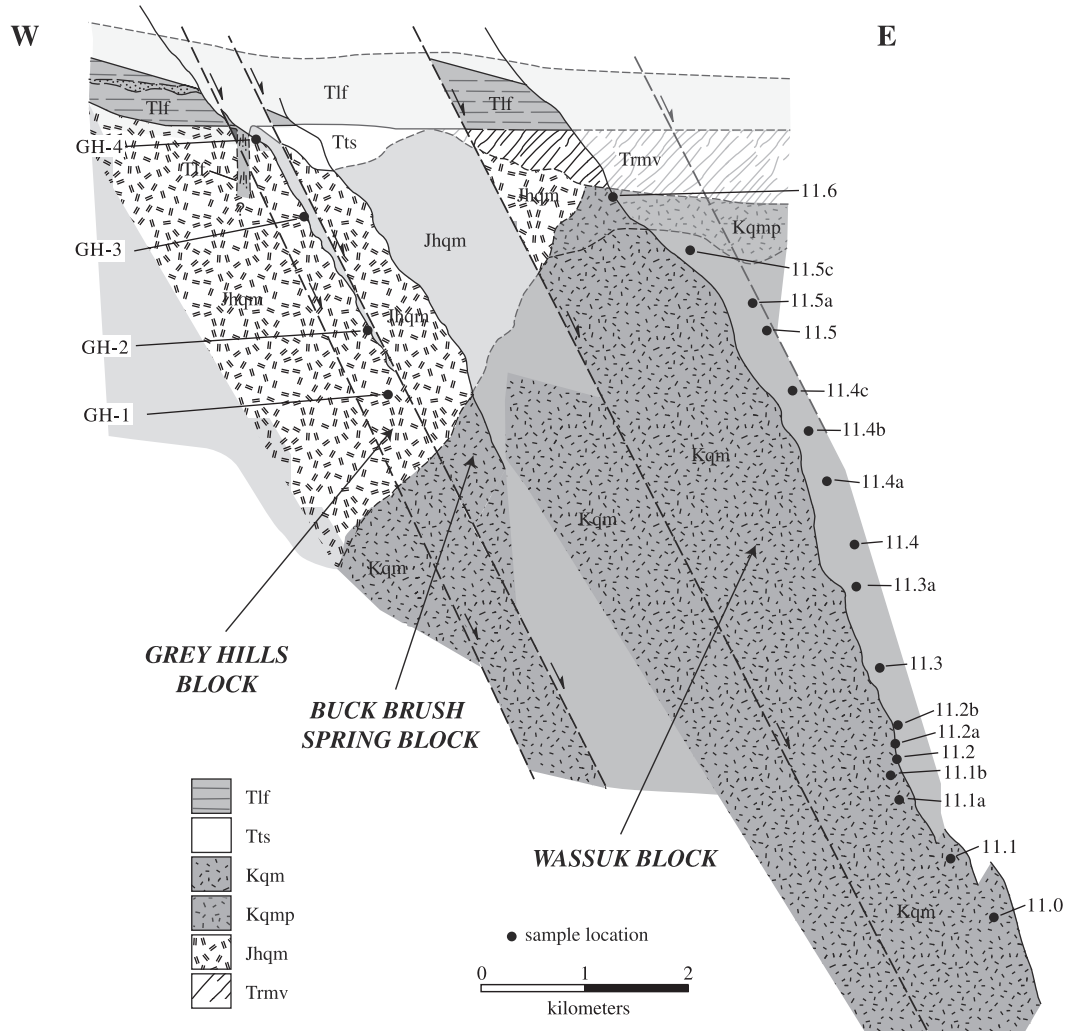 W
E
Tlf
Tlf
Tlf
Tts
Trmv
GH-4
Tlf
?
Jhqm
11.6
Kqmp
GH-3
Jhqm
11.5c
Jhqm
11.5a
Jhqm
11.5
GH-2
11.4c
GH-1
11.4b
Kqm
11.4a
Kqm
11.4
Kqm
11.3a
GREY HILLS
BLOCK
11.3
BUCK BRUSH
SPRING BLOCK
11.2b
11.2a
11.2
11.1b
11.1a
WASSUK BLOCK
11.1
11.0
Kqm
Tlf
Tts
Kqm
Kqmp
Jhqm
Trmv
sample location
0 1 2
kilometers